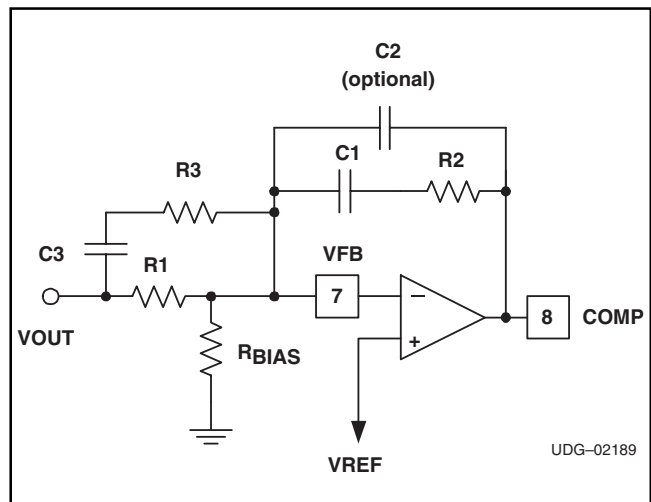 C2
(optional)
C1
R2
R3
C3
R1
VFB
7
−
+
8
COMP
VOUT
RBIAS
VREF
UDG–02189